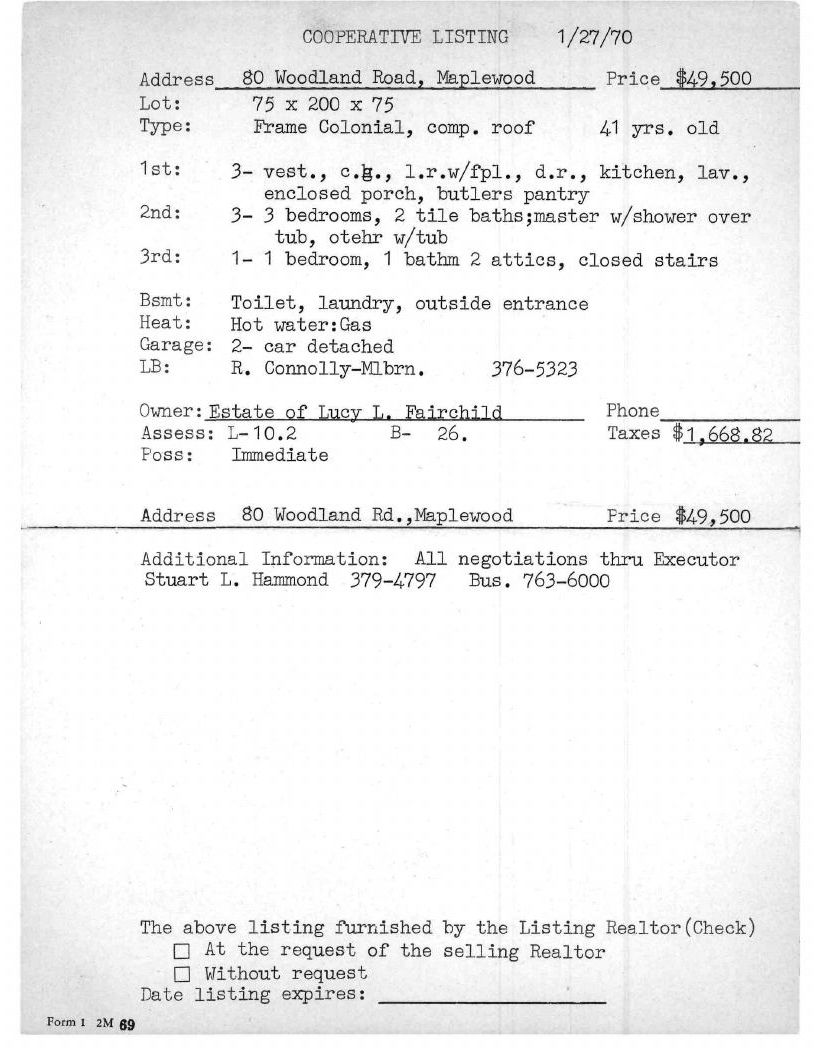 COOPERATIVE LISTING 1/27/70
Address 80 Woodland Road, Maplewood Price $49,500
Lot: 75 x 200 x 75
Type: Frame Colonial, comp. roof 41 yrs. old
1st: 3- vest., c.g., l.r.w/fpl., d.r., kitchen, lav.,
enclosed porch, butlers pantry
2nd: 3- 3 bedrooms, 2 tile baths;master w/shower over
tub, otehr w/tub
3rd: 1- 1 bedroom, 1 bathm 2 attics, closed stairs
Bsmt: Toilet, laundry, outside entrance
Heat: Hot water:Gas
Garage: 2- car detached
LB: R. Connolly-Mlbrn. 376-5323
Owner: Estate of Lucy L. Fairchild Phone
Assess: L-10.2 B- 26. Taxes $1,668.82
Poss: Immediate
Address 80 Woodland Rd.,Maplewood Price $49,500
Additional Information: All negotiations thru Executor
Stuart L. Hammond 379-4797 Bus. 763-6000
The above listing furnished by the Listing Realtor(Check)
At the request of the selling Realtor
Without request
Date listing expires:
Form 1 2M 69